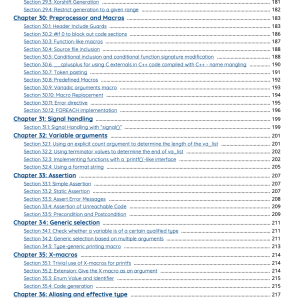 Section 29.3: Xorshift Generation 181
Section 29.4: Restrict generation to a given range 182
Chapter 30: Preprocessor and Macros 183
Section 30.1: Header Include Guards 183
Section 30.2: #if 0 to block out code sections 186
Section 30.3: Function-like macros 187
Section 30.4: Source file inclusion 188
Section 30.5: Conditional inclusion and conditional function signature modification 188
Section 30.6: __cplusplus for using C externals in C++ code compiled with C++ - name mangling 190
Section 30.7: Token pasting 191
Section 30.8: Predefined Macros 192
Section 30.9: Variadic arguments macro 193
Section 30.10: Macro Replacement 194
Section 30.11: Error directive 195
Section 30.12: FOREACH implementation 196
Chapter 31: Signal handling 199
Section 31.1: Signal Handling with "signal()" 199
Chapter 32: Variable arguments 201
Section 32.1: Using an explicit count argument to determine the length of the va_list 201
Section 32.2: Using terminator values to determine the end of va_list 202
Section 32.3: Implementing functions with a `printf()`-like interface 202
Section 32.4: Using a format string 205
Chapter 33: Assertion 207
Section 33.1: Simple Assertion 207
Section 33.2: Static Assertion 207
Section 33.3: Assert Error Messages 208
Section 33.4: Assertion of Unreachable Code 209
Section 33.5: Precondition and Postcondition 209
Chapter 34: Generic selection 211
Section 34.1: Check whether a variable is of a certain qualified type 211
Section 34.2: Generic selection based on multiple arguments 211
Section 34.3: Type-generic printing macro 213
Chapter 35: X-macros 214
Section 35.1: Trivial use of X-macros for printfs 214
Section 35.2: Extension: Give the X macro as an argument 214
Section 35.3: Enum Value and Identifier 215
Section 35.4: Code generation 215
Chapter 36: Aliasing and effective type 217